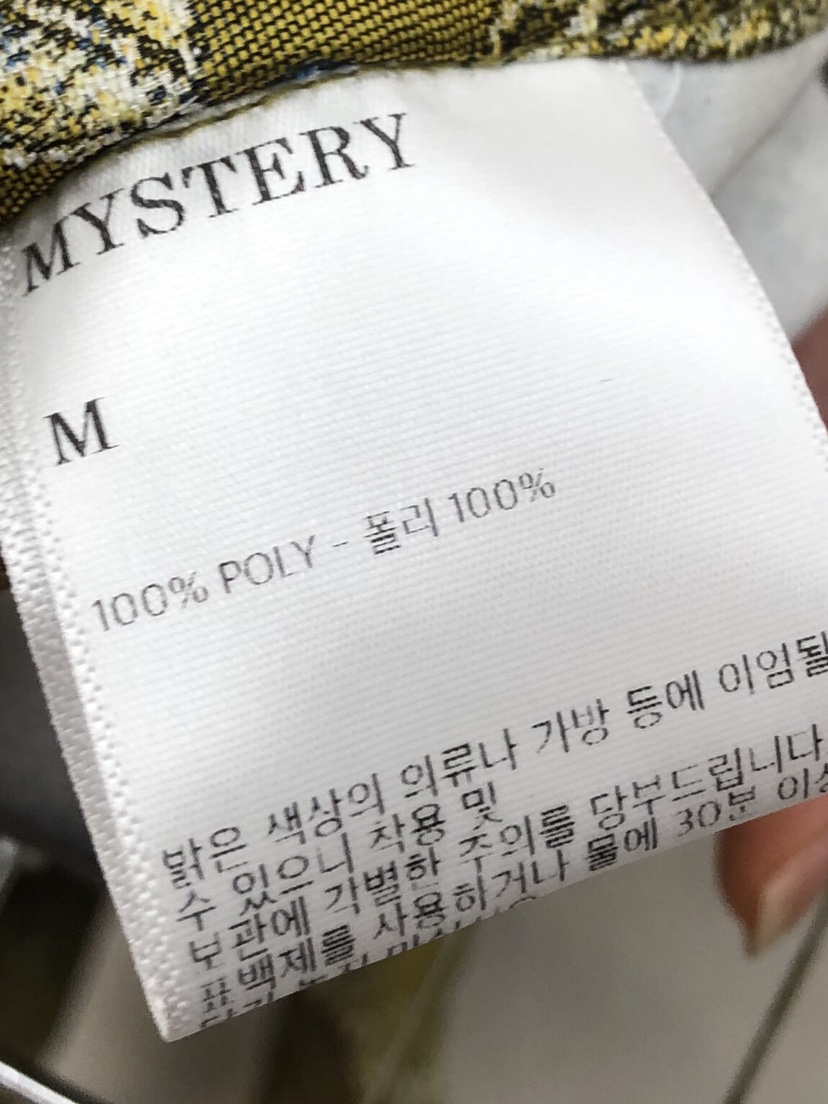 MYSTERY
M
100% POLY - 폴리 100%
밝은 색상의 의류나 가방 등에 이염될
수 있으니 착용 및
보관에 각별한 주의를 당부드립니다.
표백제를 사용하거나 물에 30분 이상